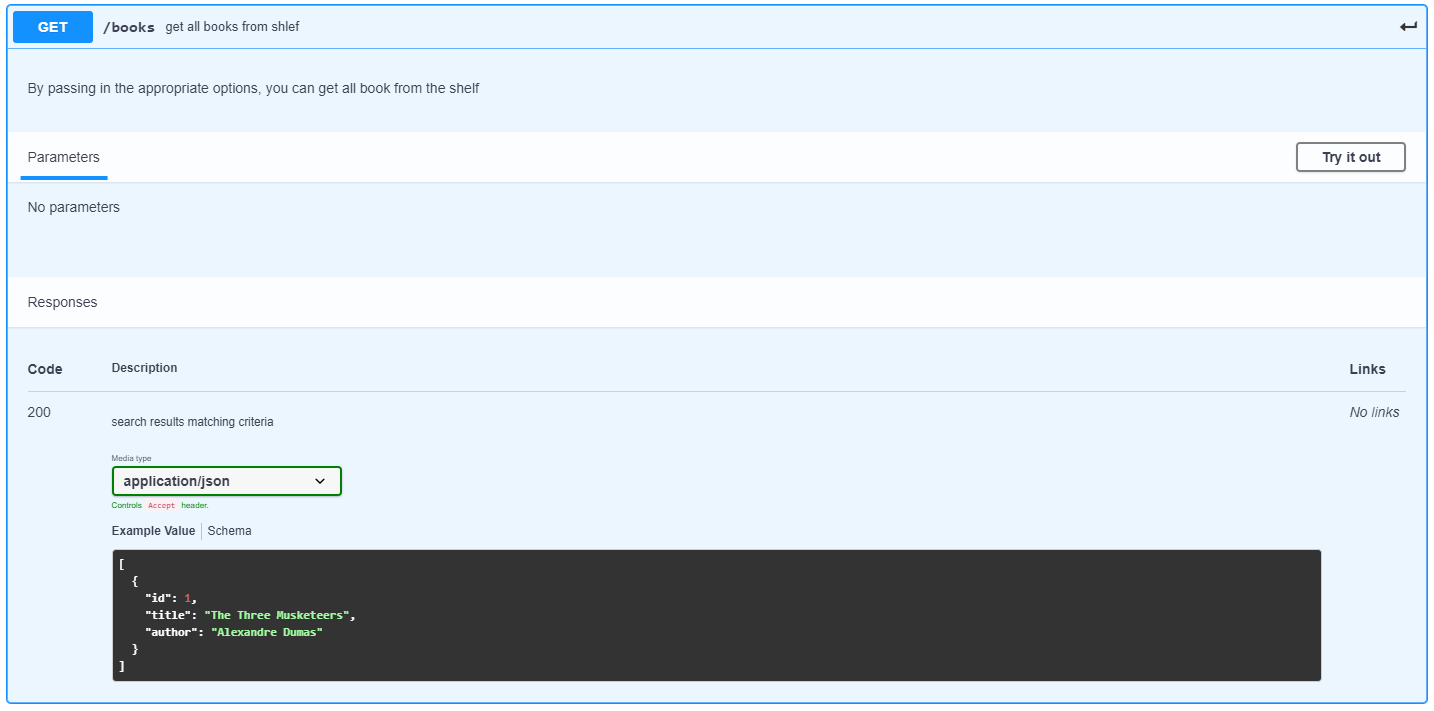 GET /books get all books from shlef
By passing in the appropriate options, you can get all book from the shelf
Parameters Try it out
No parameters
Responses
Code Description Links
200 search results matching criteria No links
Media type
application/json
Controls Accept header.
Example Value Schema
[
  {
    "id": 1,
    "title": "The Three Musketeers",
    "author": "Alexandre Dumas"
  }
]